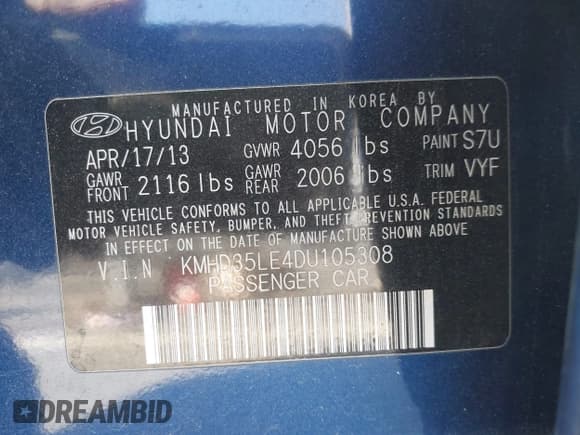 MANUFACTURED IN KOREA BY
HYUNDAI MOTOR COMPANY
APR/17/13 GVWR 4056 lbs PAINT S7U
GAWR FRONT 2116 lbs GAWR REAR 2006 lbs TRIM VYF
THIS VEHICLE CONFORMS TO ALL APPLICABLE U.S.A. FEDERAL
MOTOR VEHICLE SAFETY, BUMPER, AND THEFT PREVENTION STANDARDS
IN EFFECT ON THE DATE OF MANUFACTURE SHOWN ABOVE.
V.I.N KMHD35LE4DU105308
PASSENGER CAR
DREAMBID